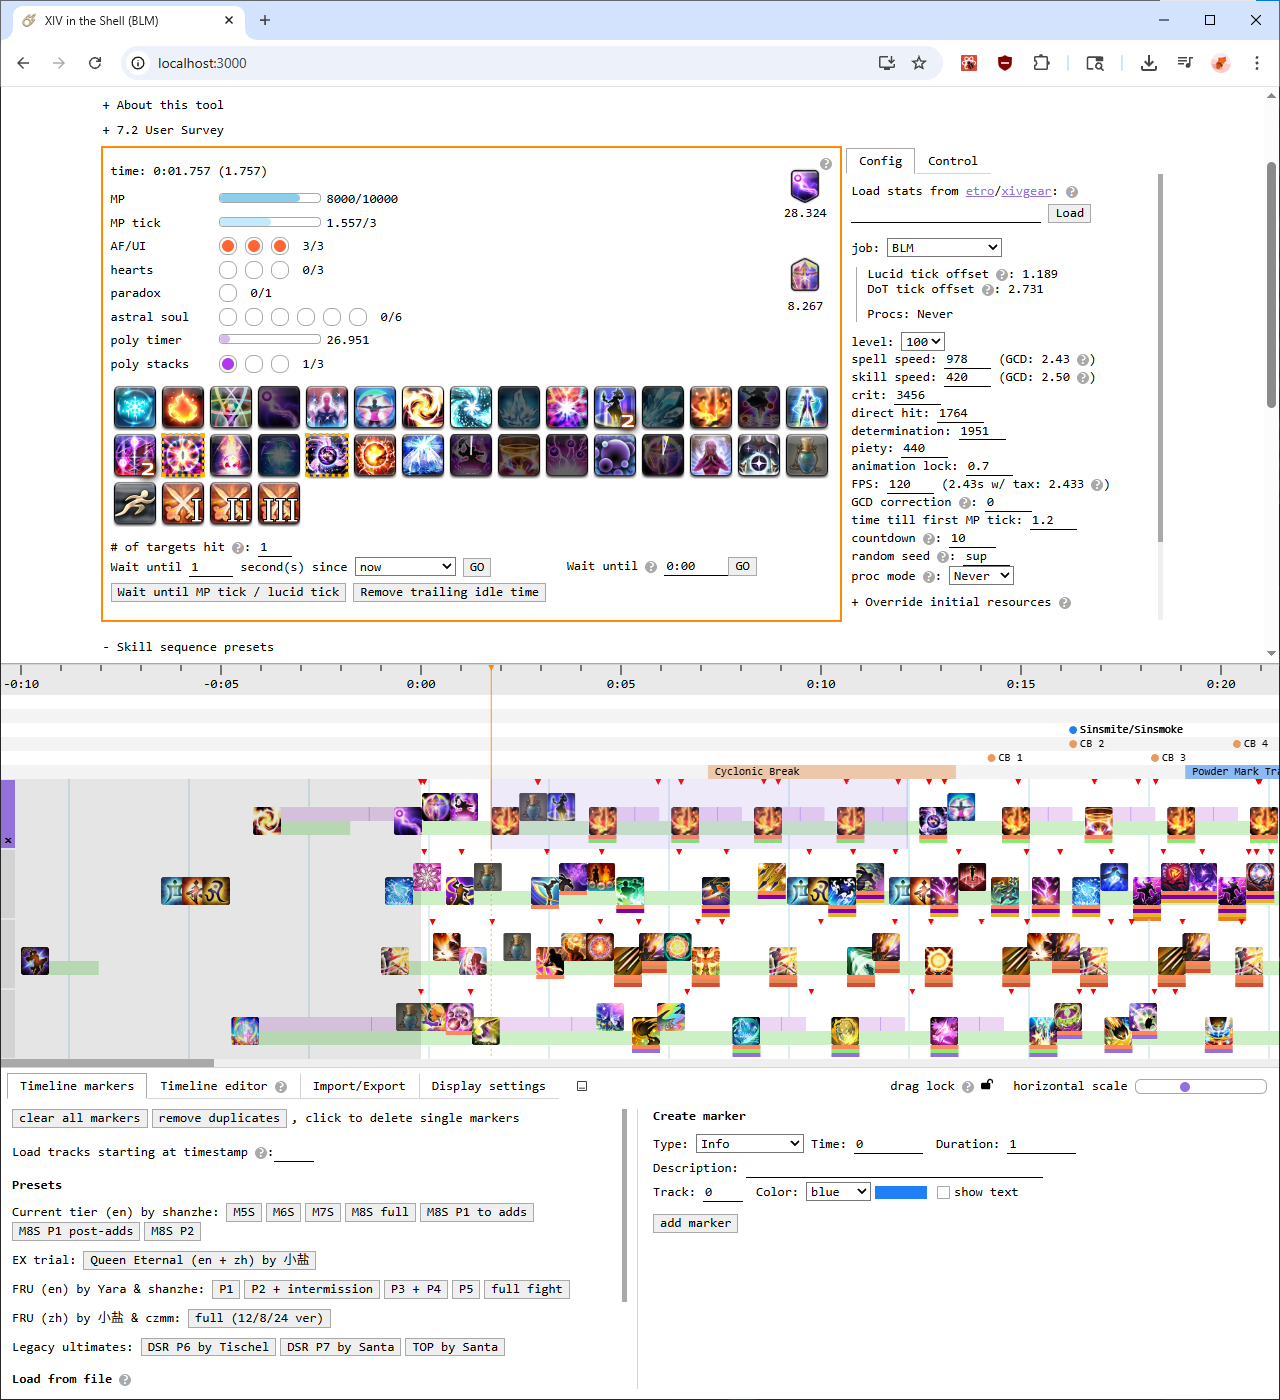 XIV in the Shell (BLM)
localhost:3000
+ About this tool
+ 7.2 User Survey
time: 0:01.757 (1.757)
MP 8000/10000
MP tick 1.557/3
AF/UI 3/3
hearts 0/3
paradox 0/1
astral soul 0/6
poly timer 26.951
poly stacks 1/3
28.324
8.267
2
2
I II III
# of targets hit ?: 1
Wait until 1 second(s) since now GO
Wait until ? 0:00 GO
Wait until MP tick / lucid tick Remove trailing idle time
Config Control
Load stats from etro/xivgear: ?
Load
job: BLM
Lucid tick offset ?: 1.189
DoT tick offset ?: 2.731
Procs: Never
level: 100
spell speed: 978 (GCD: 2.43 ?)
skill speed: 420 (GCD: 2.50 ?)
crit: 3456
direct hit: 1764
determination: 1951
piety: 440
animation lock: 0.7
FPS: 120 (2.43s w/ tax: 2.433 ?)
GCD correction ?: 0
time till first MP tick: 1.2
countdown ?: 10
random seed ?: sup
proc mode ?: Never
+ Override initial resources ?
- Skill sequence presets
-0:10 -0:05 0:00 0:05 0:10 0:15 0:20
Sinsmite/Sinsmoke
CB 2 CB 4
CB 1 CB 3
Cyclonic Break Powder Mark Tra
x
Timeline markers Timeline editor ? Import/Export Display settings
drag lock ? horizontal scale
clear all markers remove duplicates , click to delete single markers
Load tracks starting at timestamp ?:
Presets
Current tier (en) by shanzhe: M5S M6S M7S M8S full M8S P1 to adds
M8S P1 post-adds M8S P2
EX trial: Queen Eternal (en + zh) by 小盐
FRU (en) by Yara & shanzhe: P1 P2 + intermission P3 + P4 P5 full fight
FRU (zh) by 小盐 & czmm: full (12/8/24 ver)
Legacy ultimates: DSR P6 by Tischel DSR P7 by Santa TOP by Santa
Load from file ?
Create marker
Type: Info Time: 0 Duration: 1
Description:
Track: 0 Color: blue show text
add marker